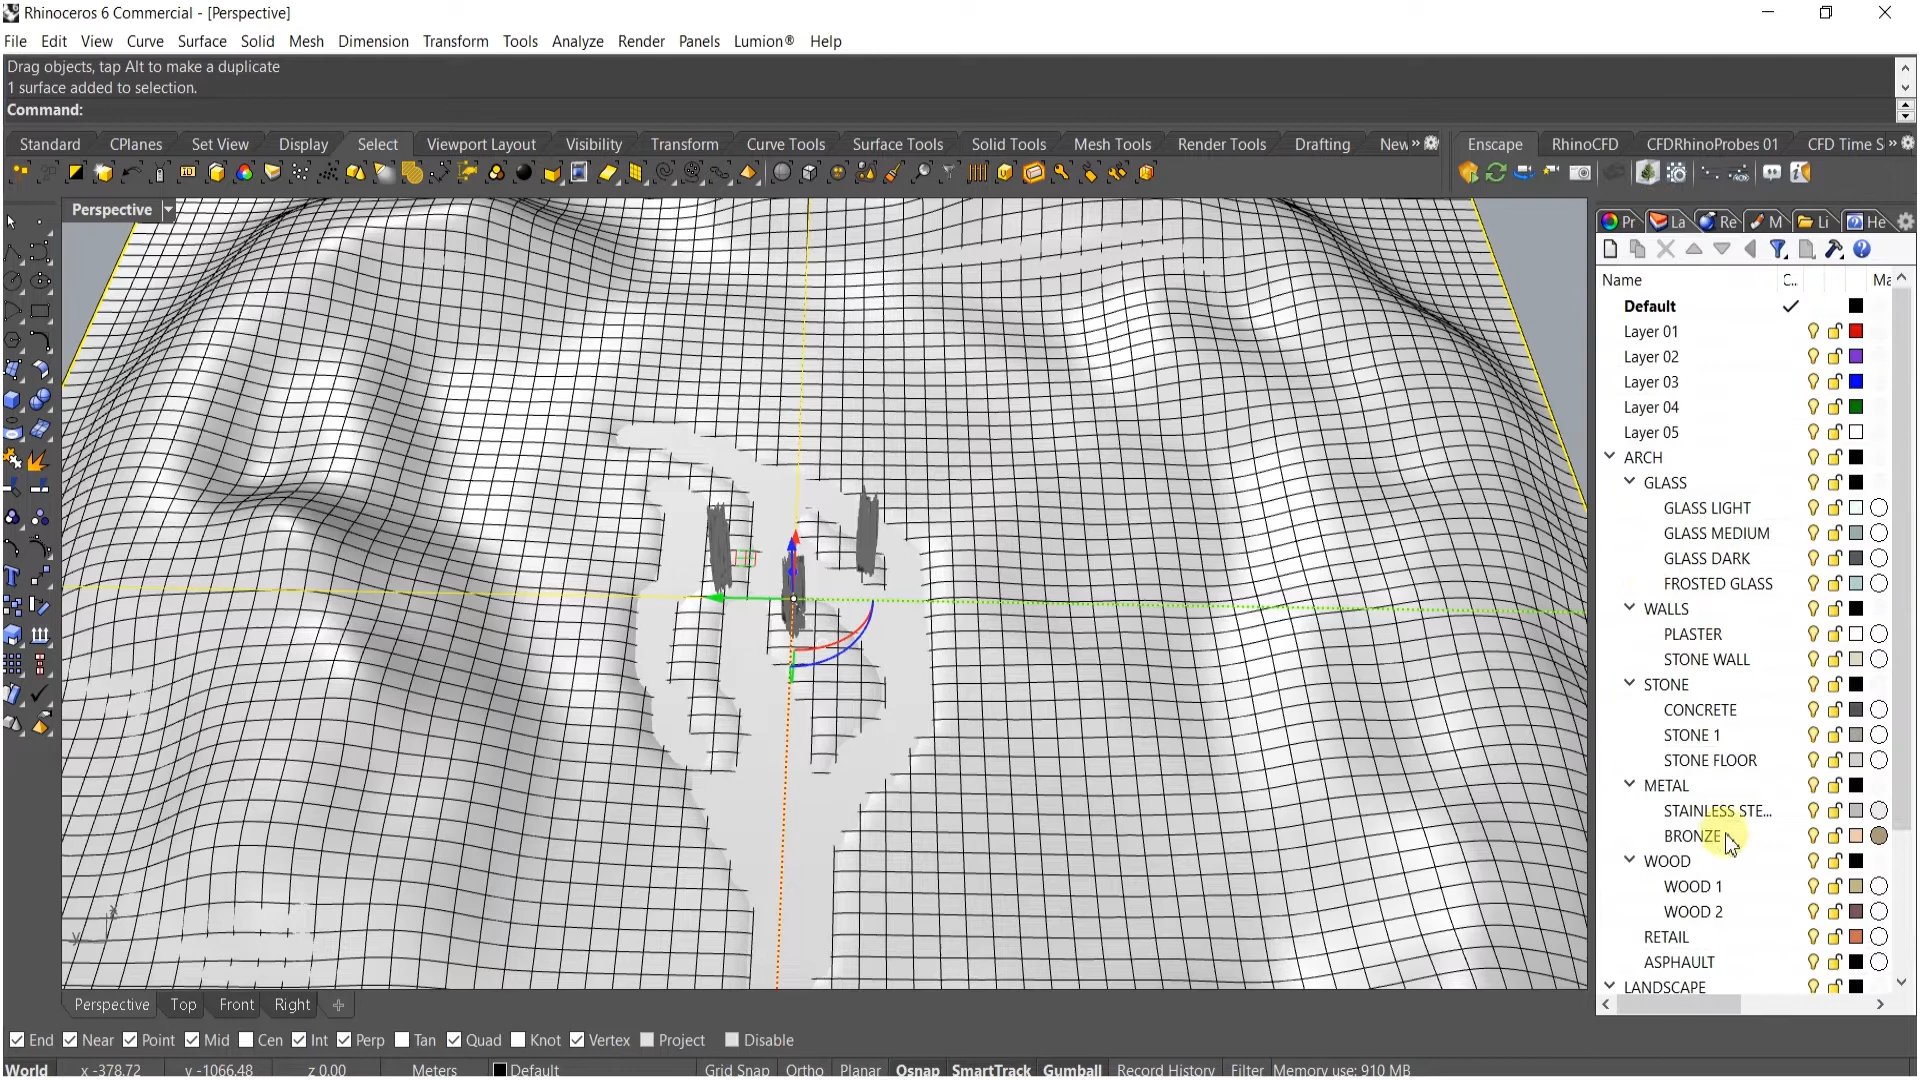 Rhinoceros 6 Commercial - [Perspective]
File Edit View Curve Surface Solid Mesh Dimension Transform Tools Analyze Render Panels Lumion® Help
Drag objects, tap Alt to make a duplicate
1 surface added to selection.
Command:
Standard CPlanes Set View Display Select Viewport Layout Visibility Transform Curve Tools Surface Tools Solid Tools Mesh Tools Render Tools Drafting New » Enscape RhinoCFD CFDRhinoProbes 01 CFD Time S »
Perspective
Pr La Re M Li He
Name C.. Ma
Default
Layer 01
Layer 02
Layer 03
Layer 04
Layer 05
ARCH
GLASS
GLASS LIGHT
GLASS MEDIUM
GLASS DARK
FROSTED GLASS
WALLS
PLASTER
STONE WALL
STONE
CONCRETE
STONE 1
STONE FLOOR
METAL
STAINLESS STE...
BRONZE
WOOD
WOOD 1
WOOD 2
RETAIL
ASPHAULT
LANDSCAPE
y x
Perspective Top Front Right
End Near Point Mid Cen Int Perp Tan Quad Knot Vertex Project Disable
World x -378.72 y -1066.48 z 0.00 Meters Default Grid Snap Ortho Planar Osnap SmartTrack Gumball Record History Filter Memory use: 910 MB